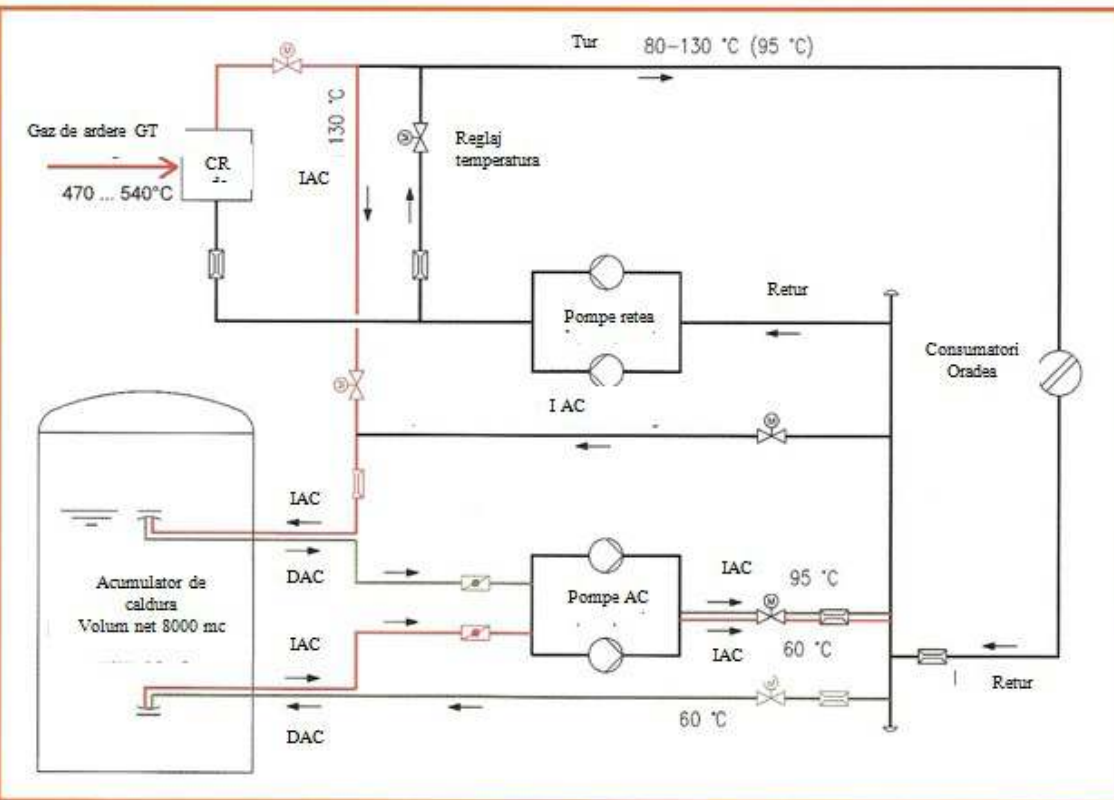 Tur
80-130 °C (95 °C)
M
Gaz de ardere GT
470 ... 540°C
CR
130 °C
IAC
M
Reglaj
temperatura
Retur
Pompe retea
Consumatori
Oradea
M
I AC
M
IAC
DAC
Acumulator de
caldura
Volum net 8000 mc
IAC
DAC
Pompe AC
IAC
95 °C
M
IAC
60 °C
M
60 °C
Retur